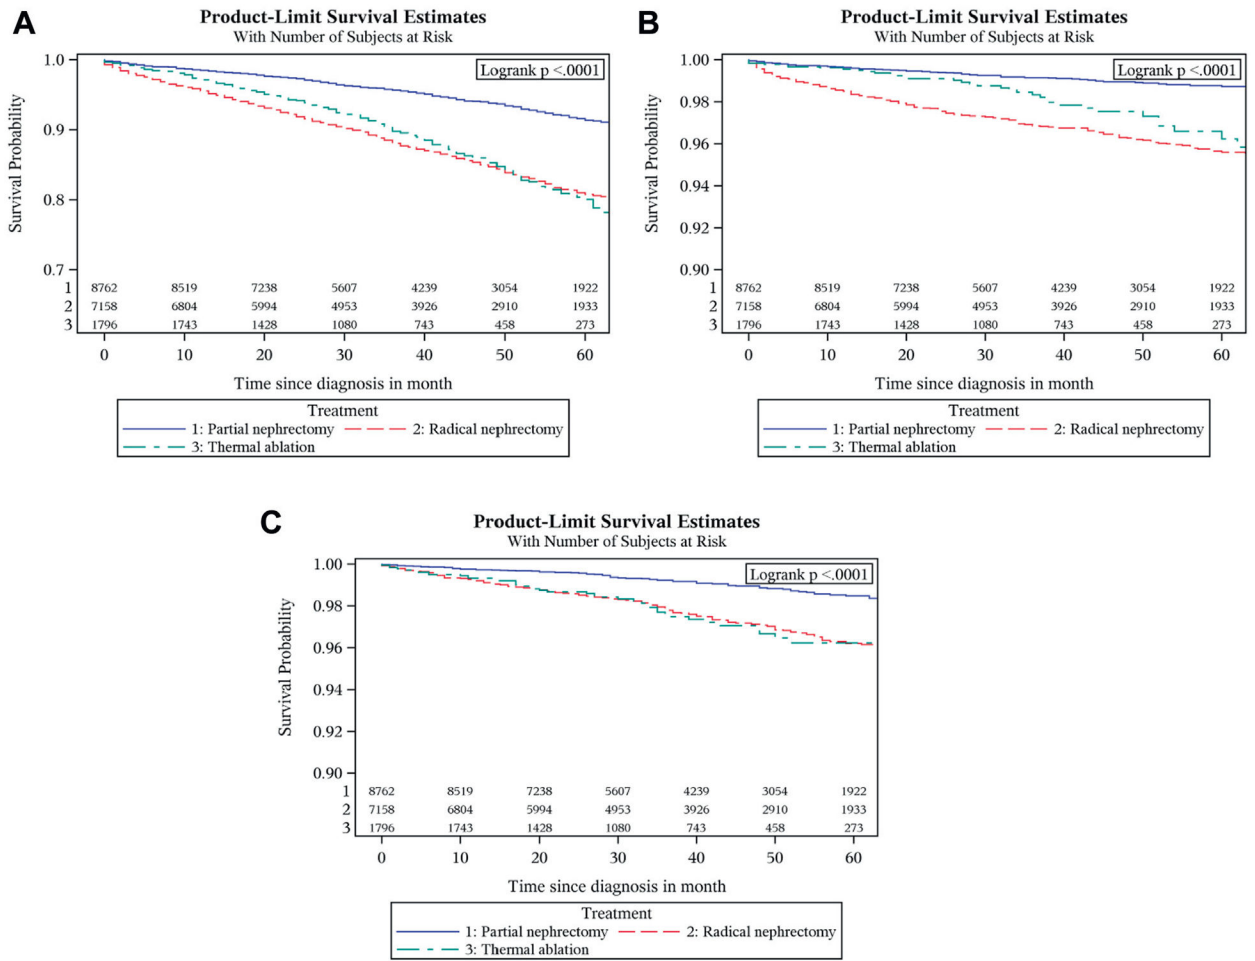 A
Product-Limit Survival Estimates
With Number of Subjects at Risk
Logrank p <.0001
Survival Probability
1.0
0.9
0.8
0.7
1 8762 8519 7238 5607 4239 3054 1922
2 7158 6804 5994 4953 3926 2910 1933
3 1796 1743 1428 1080 743 458 273
0 10 20 30 40 50 60
Time since diagnosis in month
Treatment
1: Partial nephrectomy 2: Radical nephrectomy
3: Thermal ablation
B
Product-Limit Survival Estimates
With Number of Subjects at Risk
Logrank p <.0001
Survival Probability
1.00
0.98
0.96
0.94
0.92
0.90
1 8762 8519 7238 5607 4239 3054 1922
2 7158 6804 5994 4953 3926 2910 1933
3 1796 1743 1428 1080 743 458 273
0 10 20 30 40 50 60
Time since diagnosis in month
Treatment
1: Partial nephrectomy 2: Radical nephrectomy
3: Thermal ablation
C
Product-Limit Survival Estimates
With Number of Subjects at Risk
Logrank p <.0001
Survival Probability
1.00
0.98
0.96
0.94
0.92
0.90
1 8762 8519 7238 5607 4239 3054 1922
2 7158 6804 5994 4953 3926 2910 1933
3 1796 1743 1428 1080 743 458 273
0 10 20 30 40 50 60
Time since diagnosis in month
Treatment
1: Partial nephrectomy 2: Radical nephrectomy
3: Thermal ablation